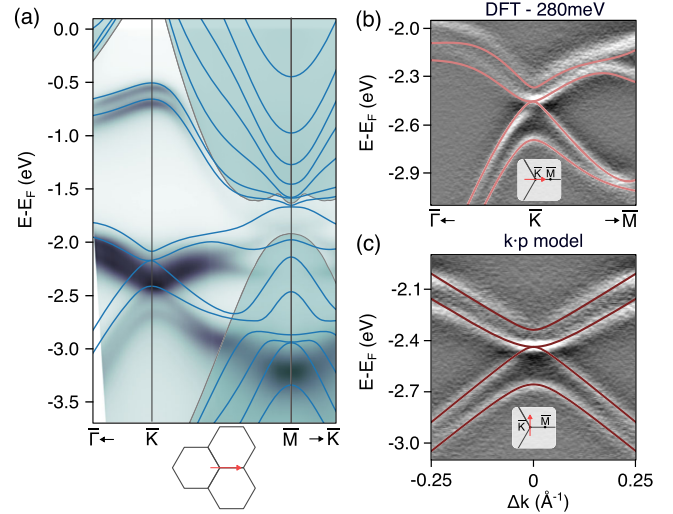 (a)
0.0
-0.5
-1.0
-1.5
-2.0
-2.5
-3.0
-3.5
E-E_F (eV)
Γ̅← K̅ M̅ →K̅
(b)
DFT - 280meV
-2.0
-2.3
-2.6
-2.9
E-E_F (eV)
K̅ M̅
Γ̅← K̅ →M̅
(c)
k·p model
-2.1
-2.4
-2.7
-3.0
E-E_F (eV)
K̅ M̅
-0.25 0 0.25
Δk (Å⁻¹)